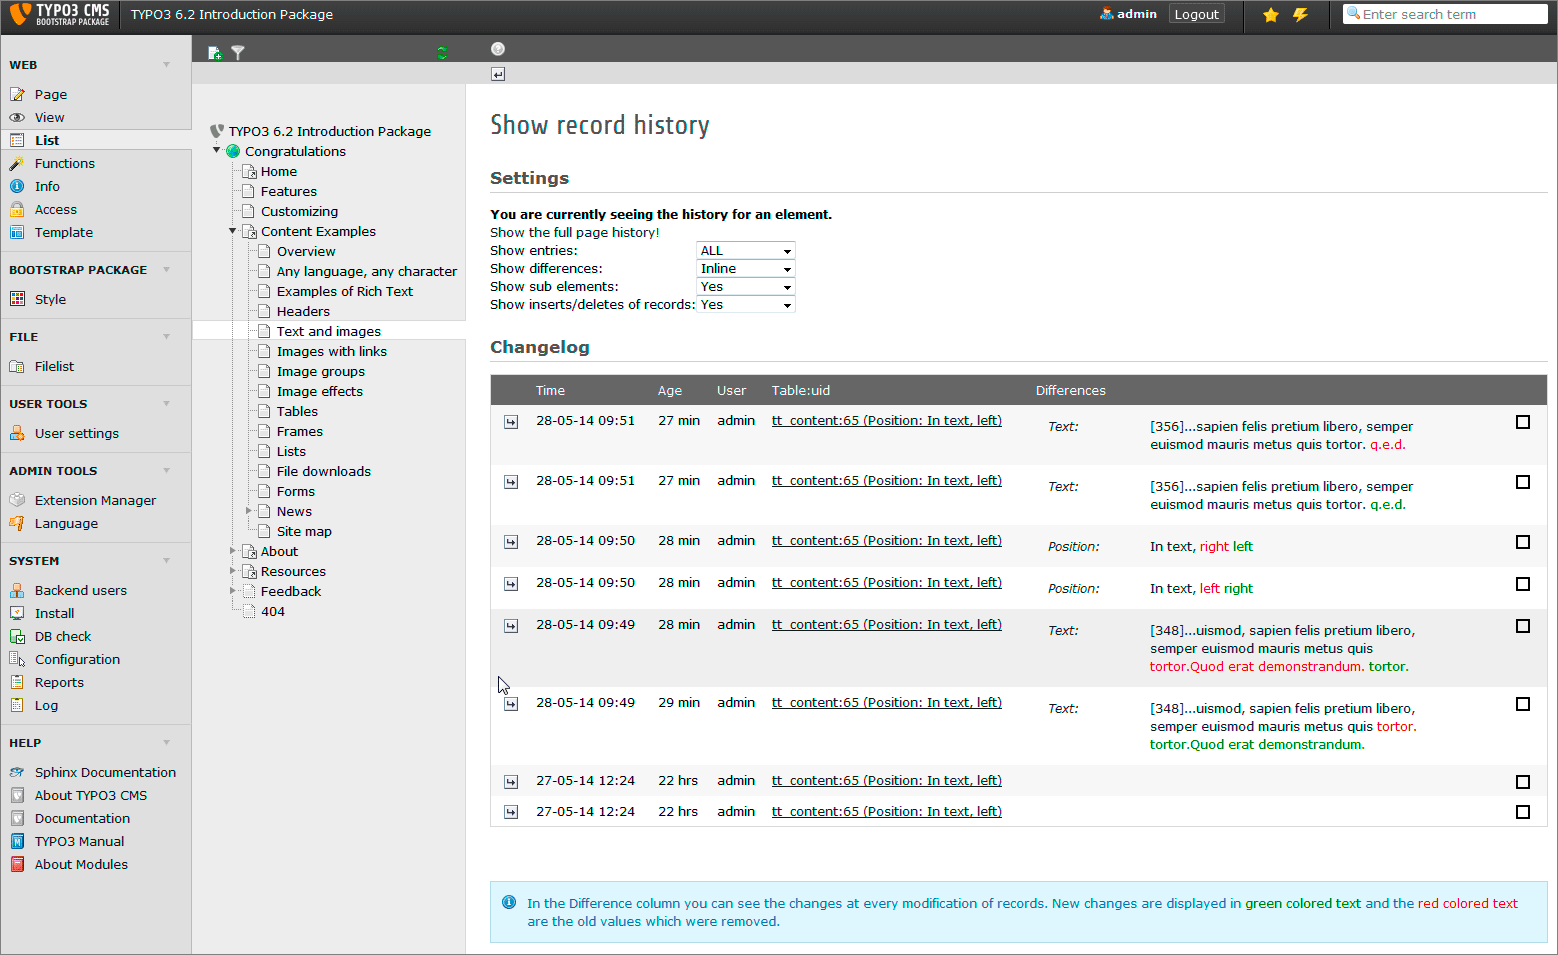 TYPO3 CMS
BOOTSTRAP PACKAGE
TYPO3 6.2 Introduction Package
admin
Logout
Enter search term
WEB
Page
View
List
Functions
Info
Access
Template
BOOTSTRAP PACKAGE
Style
FILE
Filelist
USER TOOLS
User settings
ADMIN TOOLS
Extension Manager
Language
SYSTEM
Backend users
Install
DB check
Configuration
Reports
Log
HELP
Sphinx Documentation
About TYPO3 CMS
Documentation
TYPO3 Manual
About Modules
TYPO3 6.2 Introduction Package
Congratulations
Home
Features
Customizing
Content Examples
Overview
Any language, any character
Examples of Rich Text
Headers
Text and images
Images with links
Image groups
Image effects
Tables
Frames
Lists
File downloads
Forms
News
Site map
About
Resources
Feedback
404
Show record history
Settings
You are currently seeing the history for an element.
Show the full page history!
Show entries: ALL
Show differences: Inline
Show sub elements: Yes
Show inserts/deletes of records: Yes
Changelog
Time Age User Table:uid Differences
28-05-14 09:51 27 min admin tt_content:65 (Position: In text, left) Text: [356]...sapien felis pretium libero, semper
euismod mauris metus quis tortor. q.e.d.
28-05-14 09:51 27 min admin tt_content:65 (Position: In text, left) Text: [356]...sapien felis pretium libero, semper
euismod mauris metus quis tortor. q.e.d.
28-05-14 09:50 28 min admin tt_content:65 (Position: In text, left) Position: In text, right left
28-05-14 09:50 28 min admin tt_content:65 (Position: In text, left) Position: In text, left right
28-05-14 09:49 28 min admin tt_content:65 (Position: In text, left) Text: [348]...uismod, sapien felis pretium libero,
semper euismod mauris metus quis
tortor.Quod erat demonstrandum. tortor.
28-05-14 09:49 29 min admin tt_content:65 (Position: In text, left) Text: [348]...uismod, sapien felis pretium libero,
semper euismod mauris metus quis tortor.
tortor.Quod erat demonstrandum.
27-05-14 12:24 22 hrs admin tt_content:65 (Position: In text, left)
27-05-14 12:24 22 hrs admin tt_content:65 (Position: In text, left)
In the Difference column you can see the changes at every modification of records. New changes are displayed in green colored text and the red colored text
are the old values which were removed.